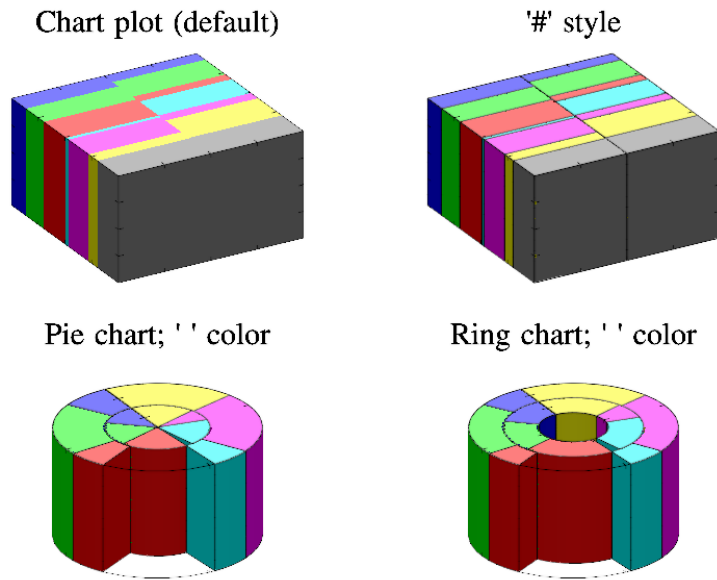 Chart plot (default)
'#' style
Pie chart; ' ' color
Ring chart; ' ' color